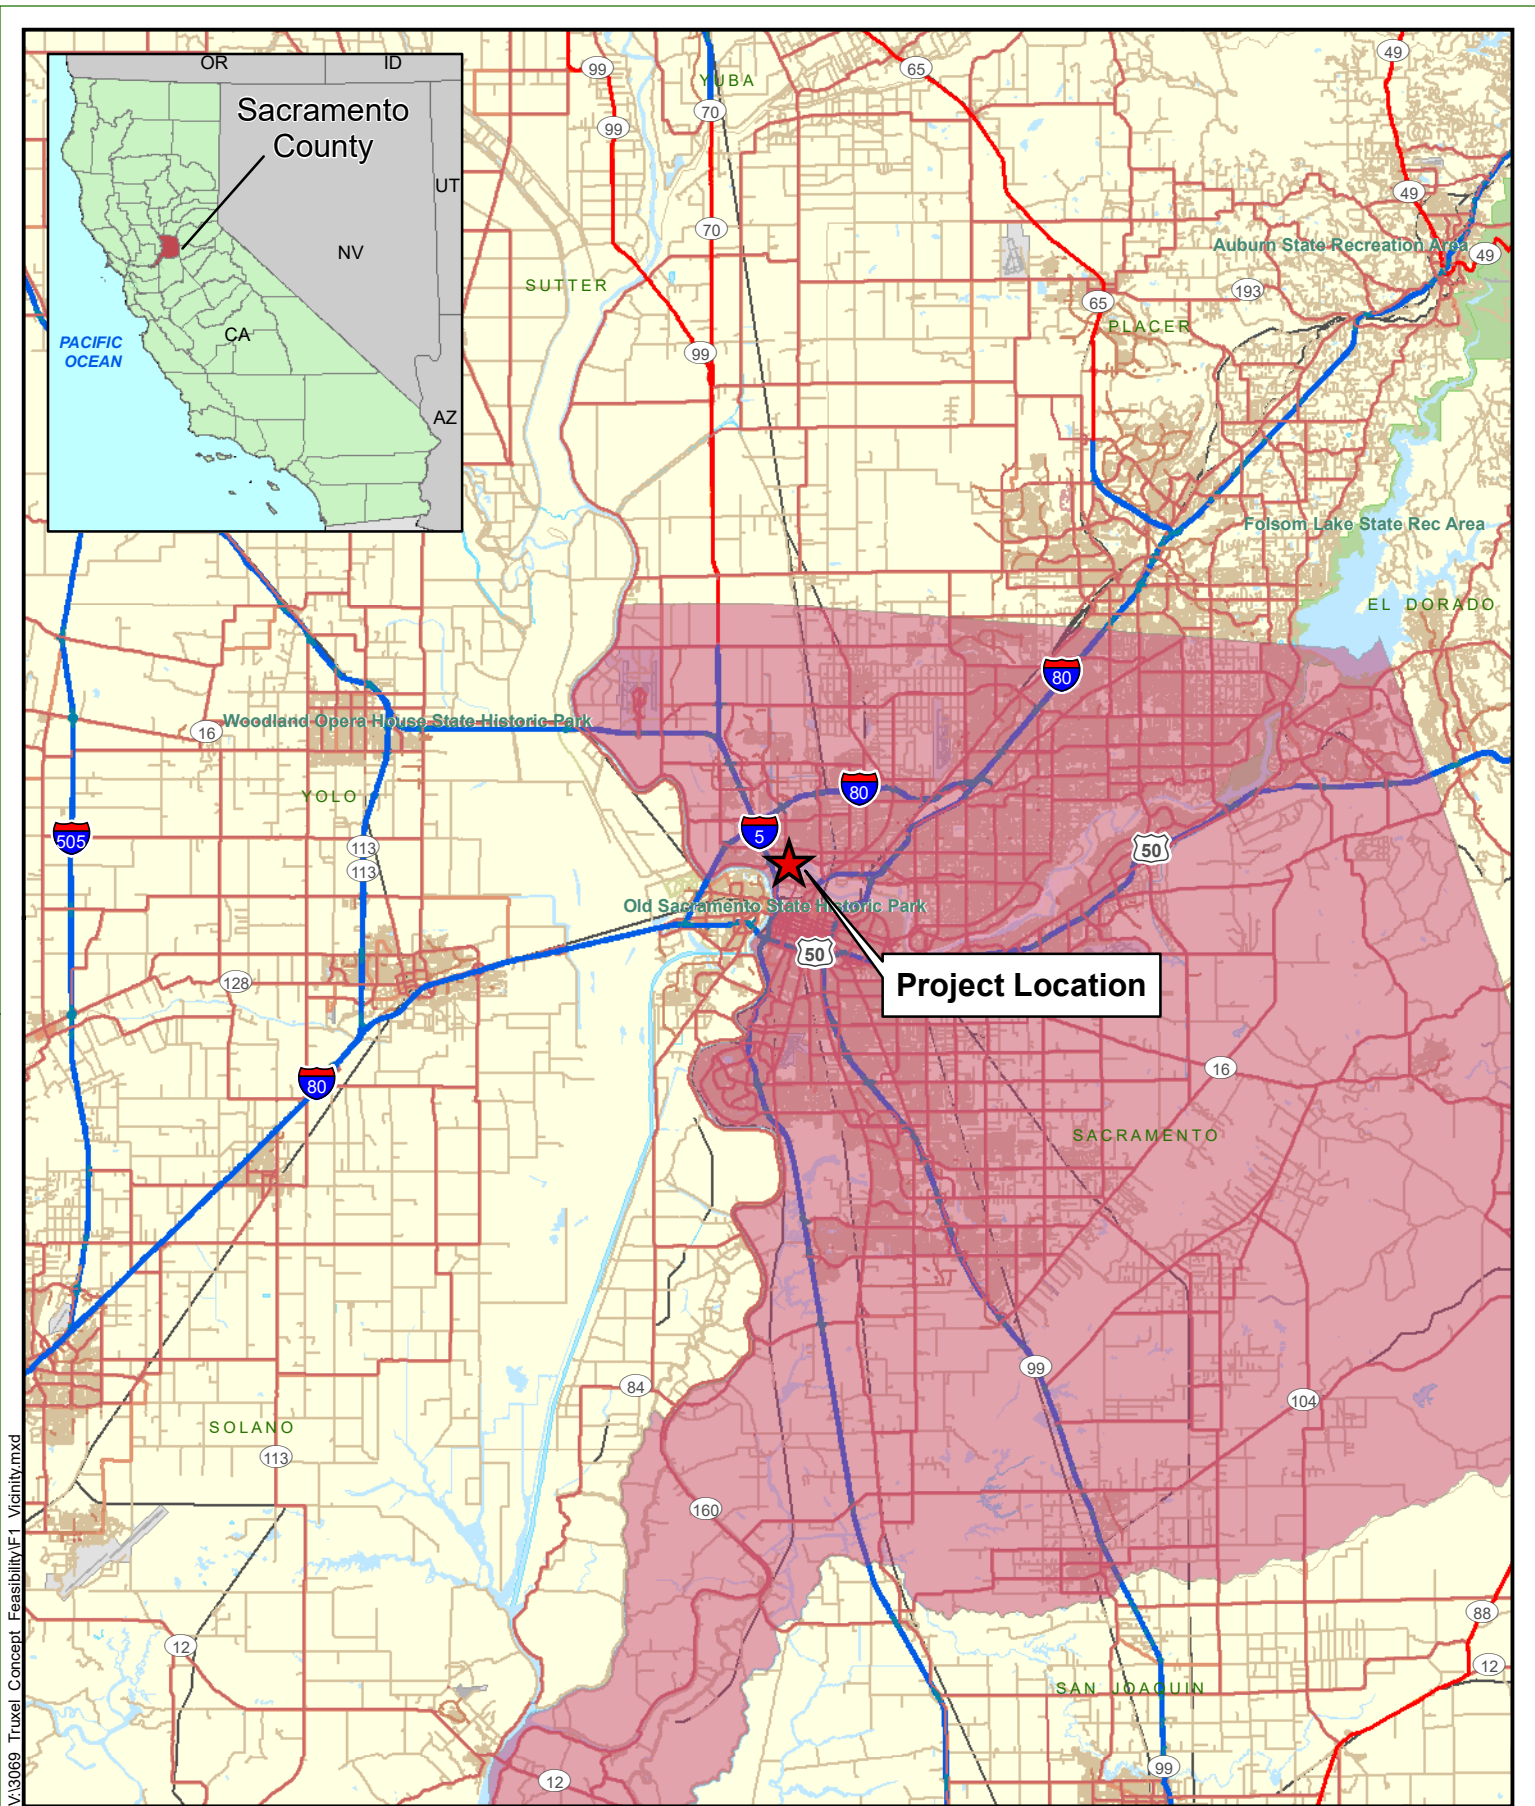 OR
ID
Sacramento
County
UT
NV
CA
PACIFIC
OCEAN
AZ
99
YUBA
65
49
70
99
49
70
Auburn State Recreation Area
49
SUTTER
193
65
PLACER
99
Folsom Lake State Rec Area
EL DORADO
80
16
Woodland Opera House State Historic Park
80
YOLO
505
5
113
50
113
Old Sacramento State Historic Park
50
Project Location
128
16
80
SACRAMENTO
99
84
104
SOLANO
113
160
88
12
12
SAN JOAQUIN
99
12
V:\3069_Truxel_Concept_Feasibility\F1_Vicinity.mxd